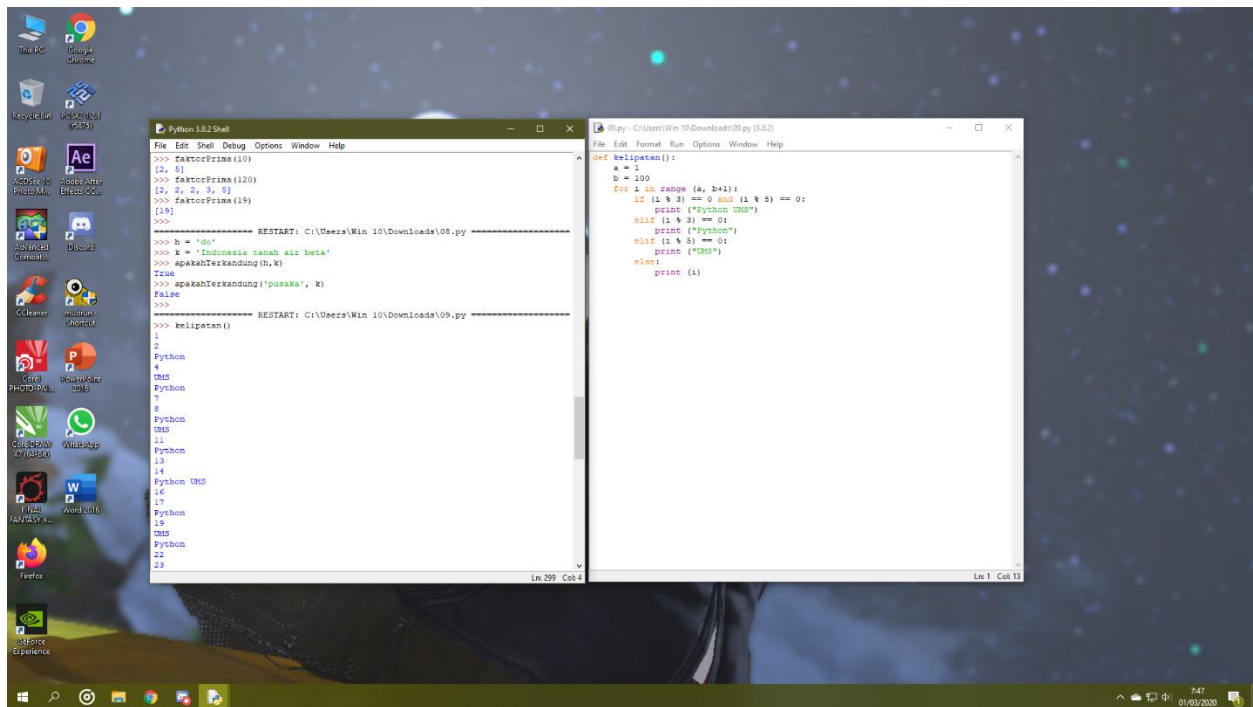 This PC
Google Chrome
Recycle Bin
ACDSee 10 Photo M...
Adobe After Effects CC...
Advanced Combat...
Discord
CCleaner
Shortcut
Corel PHOTO-PAI...
PowerPoint 2016
WhatsApp
FINAL FANTASY X...
Word 2016
Firefox
GeForce Experience
Ae
Python 3.8.2 Shell
File Edit Shell Debug Options Window Help
>>> faktorPrima(10)
[2, 5]
>>> faktorPrima(120)
[2, 2, 2, 3, 5]
>>> faktorPrima(19)
[19]
>>>
=================== RESTART: C:\Users\Win 10\Downloads\08.py ===================
>>> h = 'do'
>>> k = 'Indonesia tanah air beta'
>>> apakahTerkandung(h,k)
True
>>> apakahTerkandung('pusaka', k)
False
>>>
=================== RESTART: C:\Users\Win 10\Downloads\09.py ===================
>>> kelipatan()
1
2
Python
4
UMS
Python
7
8
Python
UMS
11
Python
13
14
Python UMS
16
17
Python
19
UMS
Python
22
23
Ln: 299 Col: 4
09.py - C:\Users\Win 10\Downloads\09.py (3.8.2)
File Edit Format Run Options Window Help
def kelipatan():
    a = 1
    b = 100
    for i in range (a, b+1):
        if (i % 3) == 0 and (i % 5) == 0:
            print ("Python UMS")
        elif (i % 3) == 0:
            print ("Python")
        elif (i % 5) == 0:
            print ("UMS")
        else:
            print (i)
Ln: 1 Col: 13
7:47
01/03/2020